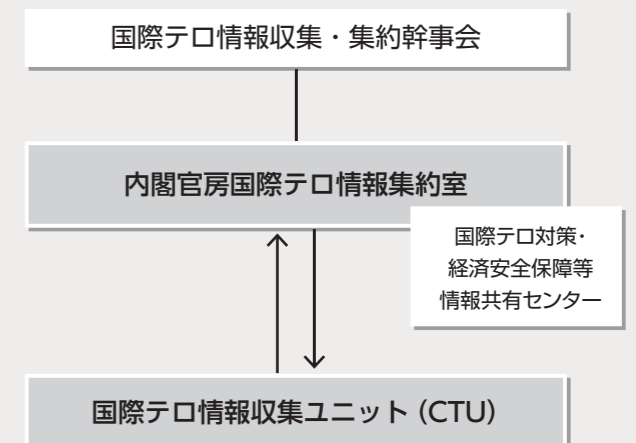 国際テロ情報収集・集約幹事会
内閣官房国際テロ情報集約室
国際テロ対策・
経済安全保障等
情報共有センター
国際テロ情報収集ユニット(CTU)